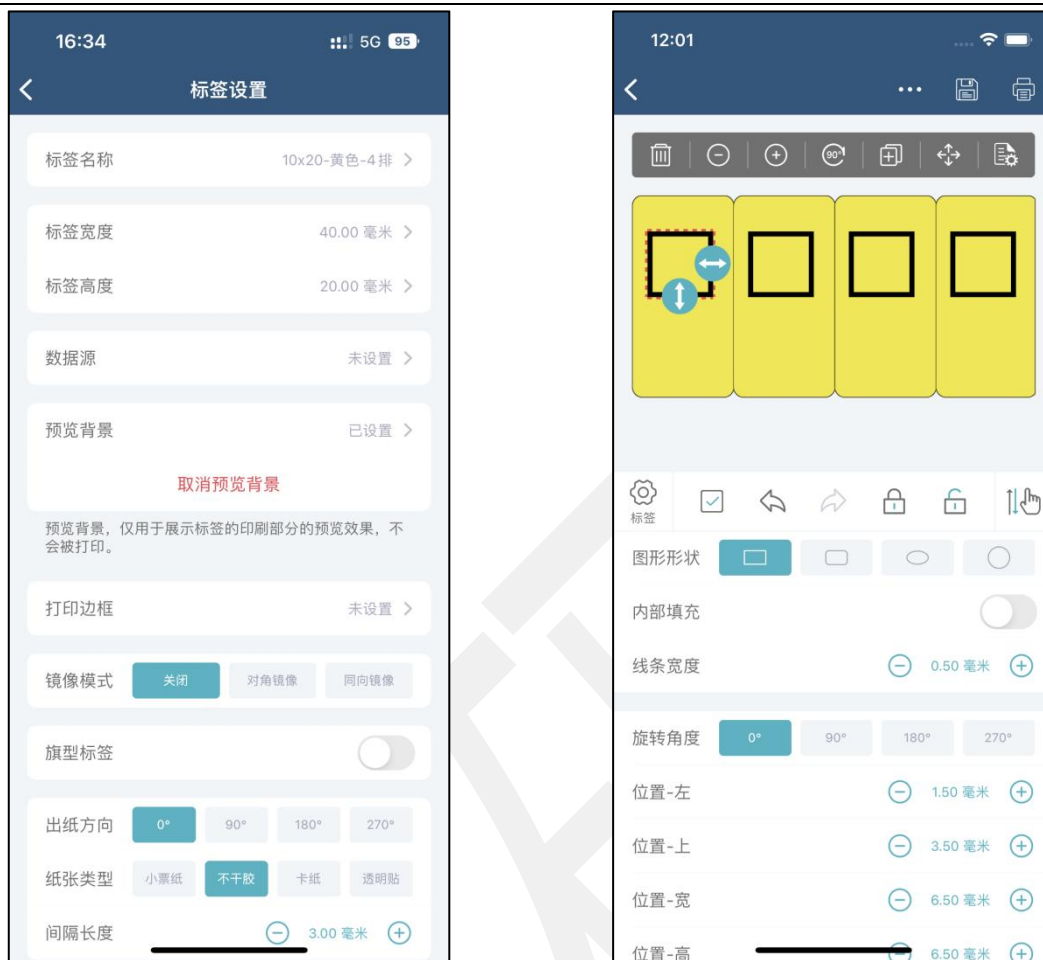 16:34
5G 95
标签设置
标签名称 10x20-黄色-4排
标签宽度 40.00 毫米
标签高度 20.00 毫米
数据源 未设置
预览背景 已设置
取消预览背景
预览背景，仅用于展示标签的印刷部分的预览效果，不
会被打印。
打印边框 未设置
镜像模式 关闭 对角镜像 同向镜像
旗型标签
出纸方向 0° 90° 180° 270°
纸张类型 小票纸 不干胶 卡纸 透明贴
间隔长度 3.00 毫米
12:01
90°
标签
图形形状
内部填充
线条宽度 0.50 毫米
旋转角度 0° 90° 180° 270°
位置-左 1.50 毫米
位置-上 3.50 毫米
位置-宽 6.50 毫米
位置-高 6.50 毫米